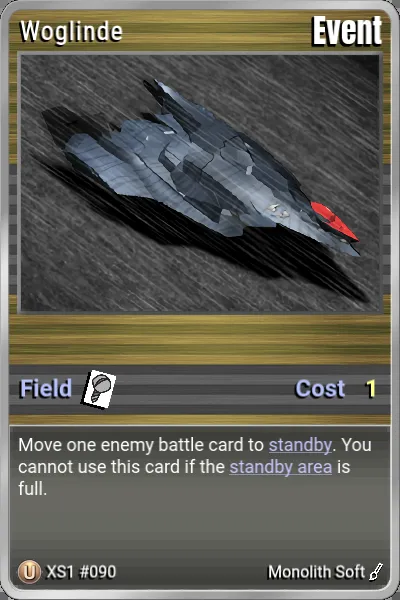 Woglinde
Event
Field
Cost 1
Move one enemy battle card to standby. You
cannot use this card if the standby area is
full.
U XS1 #090
Monolith Soft